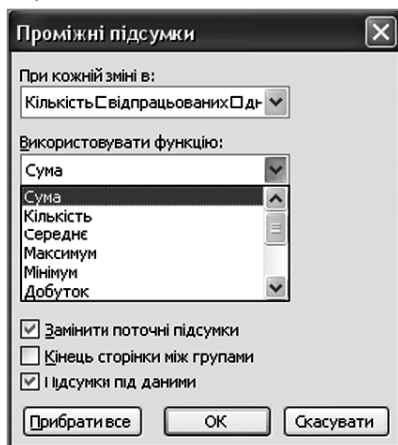 Проміжні підсумки
При кожній зміні в:
Кількість□відпрацьованих□дн
Використовувати функцію:
Сума
Сума
Кількість
Середнє
Максимум
Мінімум
Добуток
Замінити поточні підсумки
Кінець сторінки між групами
Підсумки під даними
Прибрати все ОК Скасувати